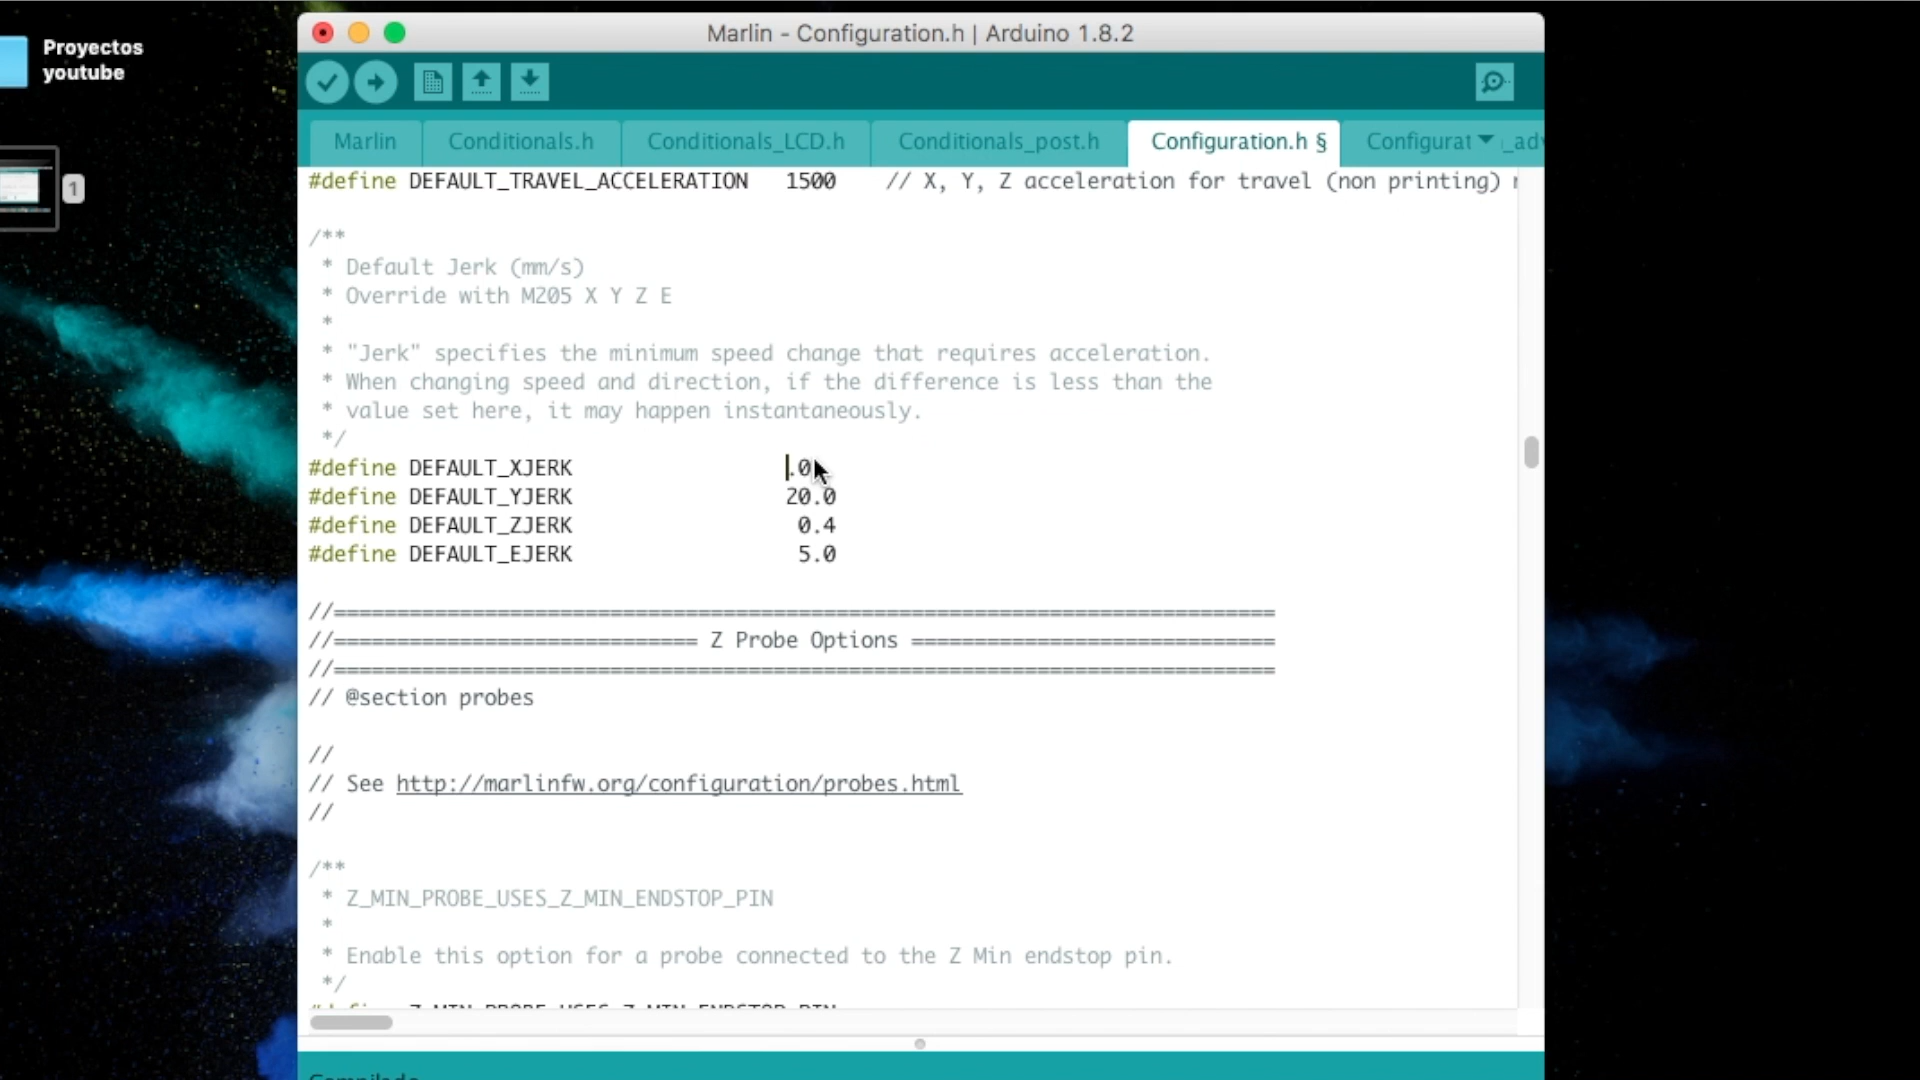 Proyectos
youtube
1
Marlin - Configuration.h | Arduino 1.8.2
Marlin Conditionals.h Conditionals_LCD.h Conditionals_post.h Configuration.h § Configurat _adv
#define DEFAULT_TRAVEL_ACCELERATION 1500 // X, Y, Z acceleration for travel (non printing)
/**
* Default Jerk (mm/s)
* Override with M205 X Y Z E
*
* "Jerk" specifies the minimum speed change that requires acceleration.
* When changing speed and direction, if the difference is less than the
* value set here, it may happen instantaneously.
*/
#define DEFAULT_XJERK .0
#define DEFAULT_YJERK 20.0
#define DEFAULT_ZJERK 0.4
#define DEFAULT_EJERK 5.0
//===========================================================================
//============================= Z Probe Options =============================
//===========================================================================
// @section probes
//
// See http://marlinfw.org/configuration/probes.html
//
/**
* Z_MIN_PROBE_USES_Z_MIN_ENDSTOP_PIN
*
* Enable this option for a probe connected to the Z Min endstop pin.
*/
#define Z_MIN_PROBE_USES_Z_MIN_ENDSTOP_PIN